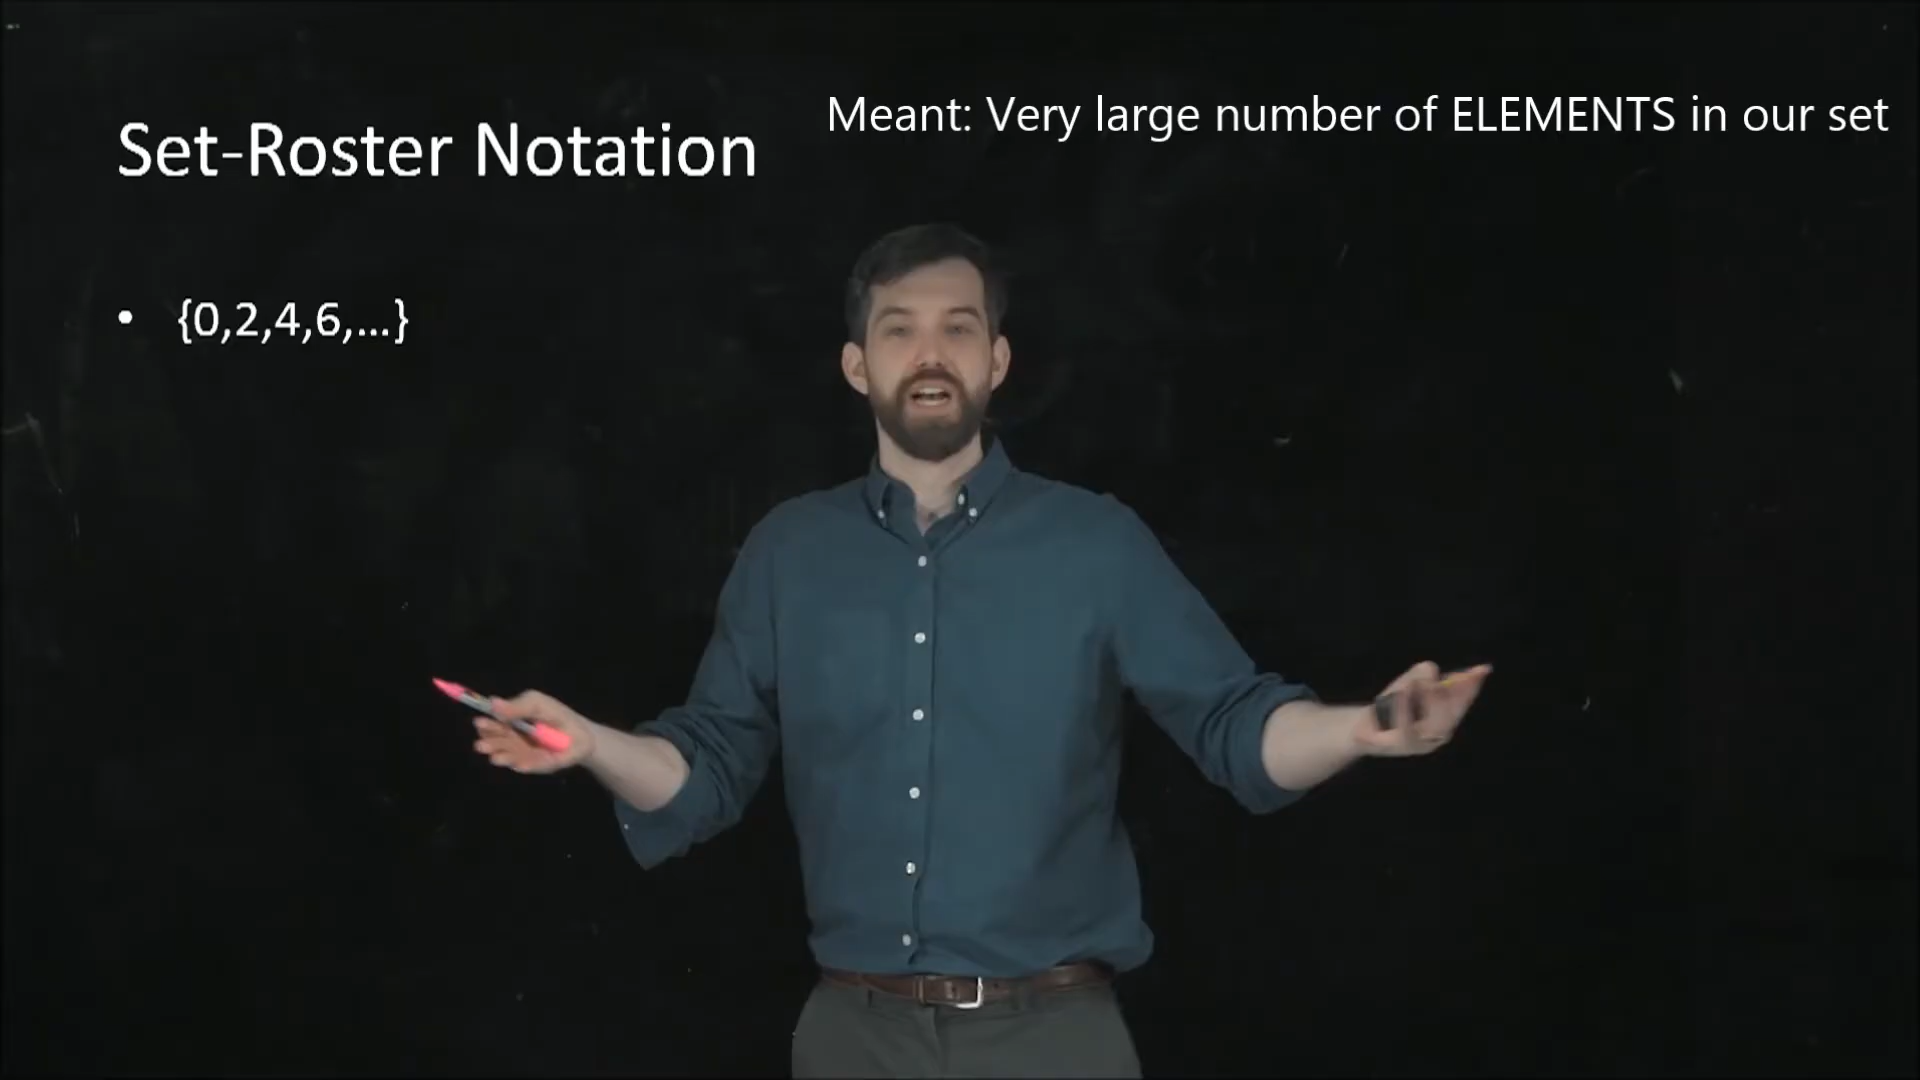 Meant: Very large number of ELEMENTS in our set
Set-Roster Notation
• {0,2,4,6,...}